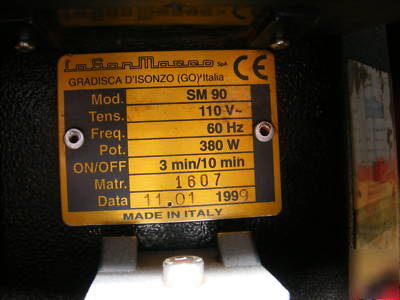 La San Marco SpA CE
GRADISCA D'ISONZO (GO)/Italia
Mod. SM 90
Tens. 110 V~
Freq. 60 Hz
Pot. 380 W
ON/OFF 3 min/10 min
Matr. 1607
Data 11.01 1999
MADE IN ITALY